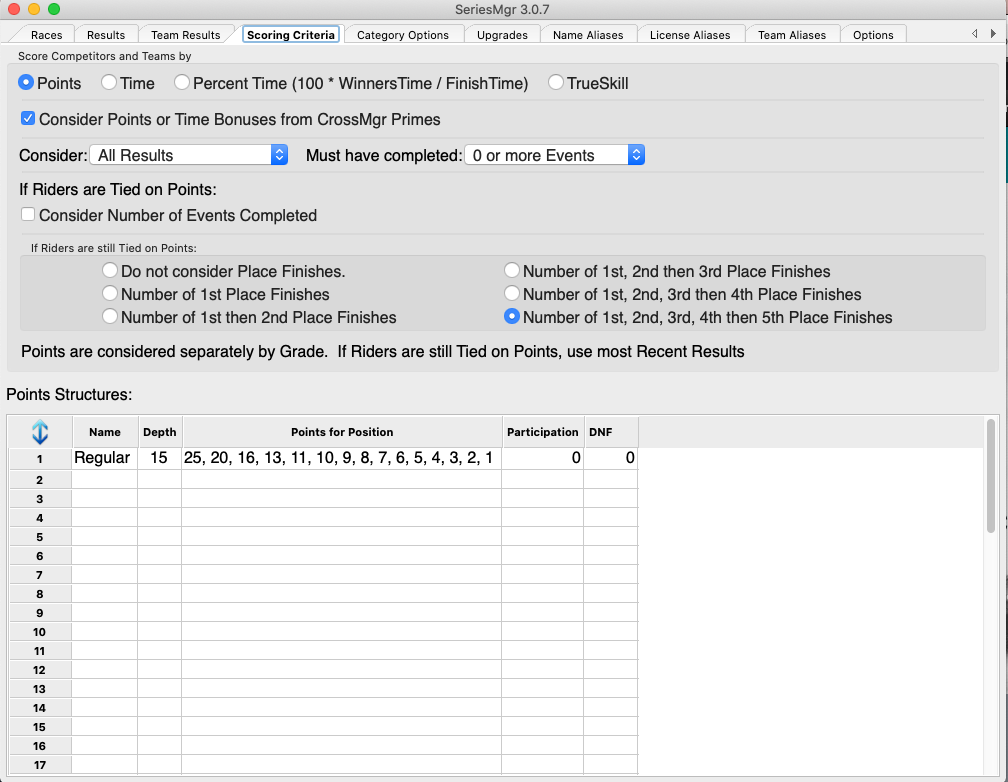 SeriesMgr 3.0.7
Races Results Team Results Scoring Criteria Category Options Upgrades Name Aliases License Aliases Team Aliases Options
Score Competitors and Teams by
Points Time Percent Time (100 * WinnersTime / FinishTime) TrueSkill
Consider Points or Time Bonuses from CrossMgr Primes
Consider: All Results Must have completed: 0 or more Events
If Riders are Tied on Points:
Consider Number of Events Completed
If Riders are still Tied on Points:
Do not consider Place Finishes. Number of 1st, 2nd then 3rd Place Finishes
Number of 1st Place Finishes Number of 1st, 2nd, 3rd then 4th Place Finishes
Number of 1st then 2nd Place Finishes Number of 1st, 2nd, 3rd, 4th then 5th Place Finishes
Points are considered separately by Grade. If Riders are still Tied on Points, use most Recent Results
Points Structures:
Name Depth Points for Position Participation DNF
1 Regular 15 25, 20, 16, 13, 11, 10, 9, 8, 7, 6, 5, 4, 3, 2, 1 0 0
2
3
4
5
6
7
8
9
10
11
12
13
14
15
16
17